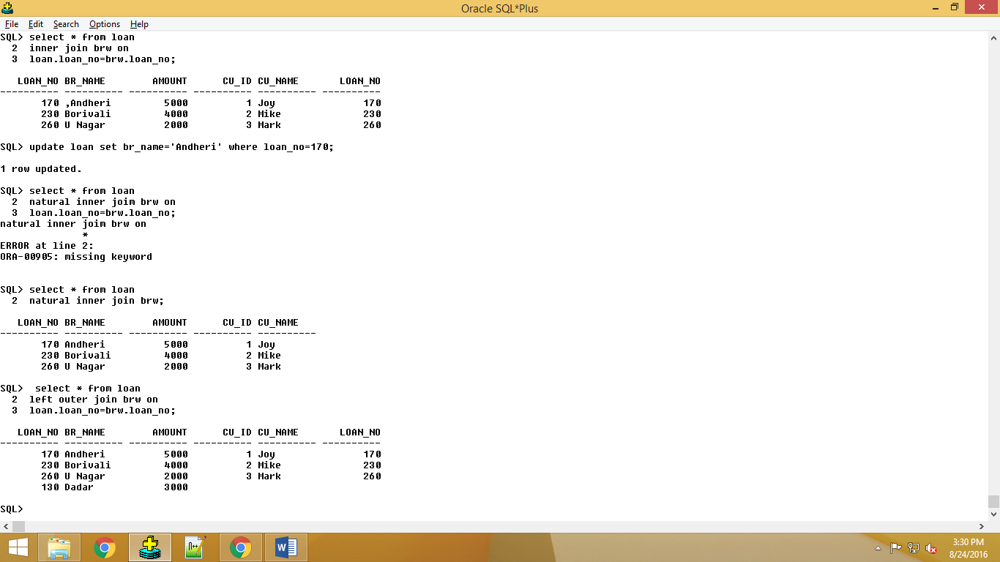 Oracle SQL*Plus
File Edit Search Options Help
SQL> select * from loan
  2  inner join brw on
  3  loan.loan_no=brw.loan_no;
   LOAN_NO BR_NAME        AMOUNT      CU_ID CU_NAME       LOAN_NO
---------- ---------- ---------- ---------- ---------- ----------
       170 ,Andheri         5000          1 Joy               170
       230 Borivali         4000          2 Mike              230
       260 U Nagar          2000          3 Mark              260
SQL> update loan set br_name='Andheri' where loan_no=170;
1 row updated.
SQL> select * from loan
  2  natural inner joim brw on
  3  loan.loan_no=brw.loan_no;
natural inner joim brw on
              *
ERROR at line 2:
ORA-00905: missing keyword
SQL> select * from loan
  2  natural inner join brw;
   LOAN_NO BR_NAME        AMOUNT      CU_ID CU_NAME
---------- ---------- ---------- ---------- ----------
       170 Andheri          5000          1 Joy
       230 Borivali         4000          2 Mike
       260 U Nagar          2000          3 Mark
SQL>  select * from loan
  2  left outer join brw on
  3  loan.loan_no=brw.loan_no;
   LOAN_NO BR_NAME        AMOUNT      CU_ID CU_NAME       LOAN_NO
---------- ---------- ---------- ---------- ---------- ----------
       170 Andheri          5000          1 Joy               170
       230 Borivali         4000          2 Mike              230
       260 U Nagar          2000          3 Mark              260
       130 Dadar            3000
SQL>
3:30 PM
8/24/2016